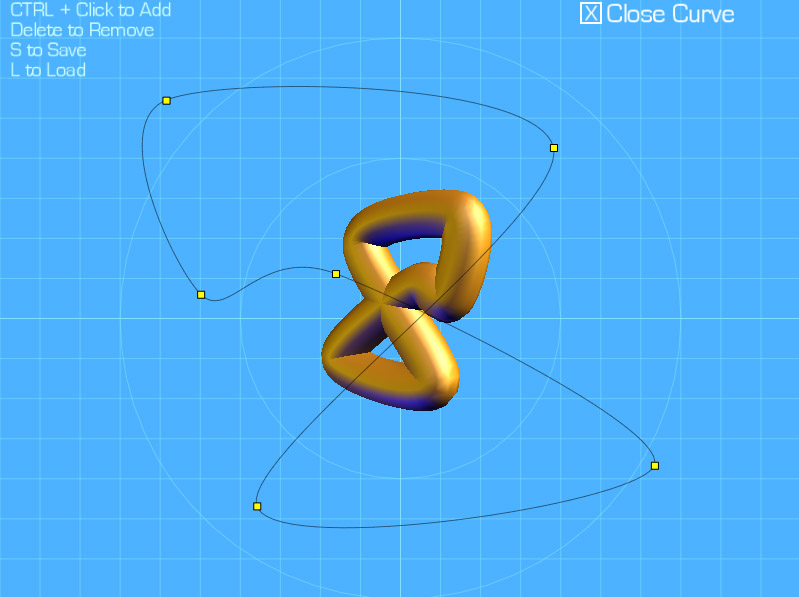 CTRL + Click to Add
Delete to Remove
S to Save
L to Load
X Close Curve